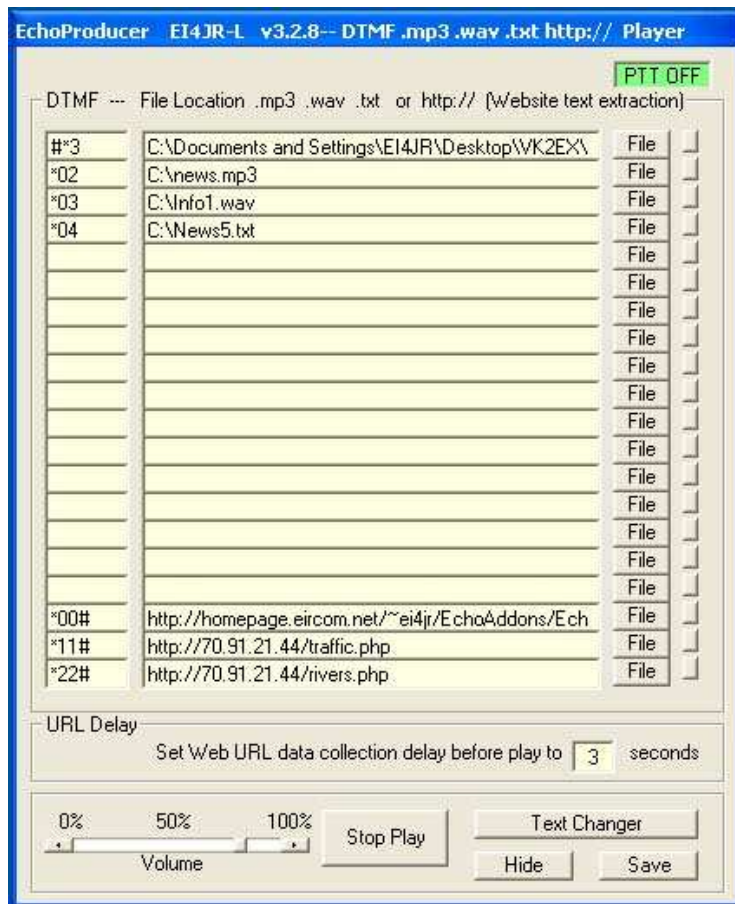 EchoProducer EI4JR-L v3.2.8-- DTMF .mp3 .wav .txt http:// Player
PTT OFF
DTMF --- File Location .mp3 .wav .txt or http:// (Website text extraction)
#*3 C:\Documents and Settings\EI4JR\Desktop\VK2EX\ File
*02 C:\news.mp3 File
*03 C:\Info1.wav File
*04 C:\News5.txt File
File
File
File
File
File
File
File
File
File
File
File
File
File
*00# http://homepage.eircom.net/~ei4jr/EchoAddons/Ech File
*11# http://70.91.21.44/traffic.php File
*22# http://70.91.21.44/rivers.php File
URL Delay
Set Web URL data collection delay before play to 3 seconds
0% 50% 100%
Stop Play
Text Changer
Volume
Hide
Save